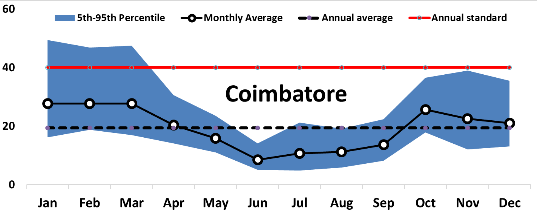 5th-95th Percentile Monthly Average Annual average Annual standard
60
40
Coimbatore
20
0
Jan Feb Mar Apr May Jun Jul Aug Sep Oct Nov Dec